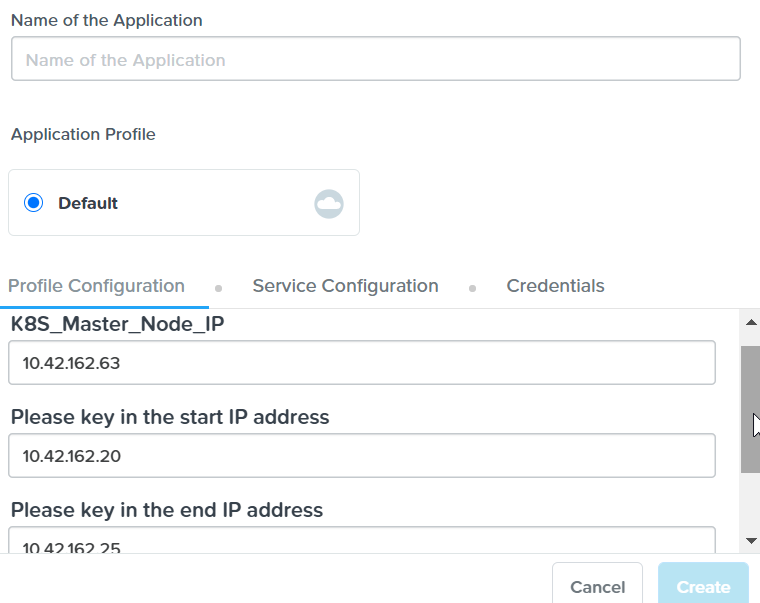 Name of the Application
Name of the Application
Application Profile
Default
Profile Configuration Service Configuration Credentials
K8S_Master_Node_IP
10.42.162.63
Please key in the start IP address
10.42.162.20
Please key in the end IP address
10.42.162.25
Cancel Create